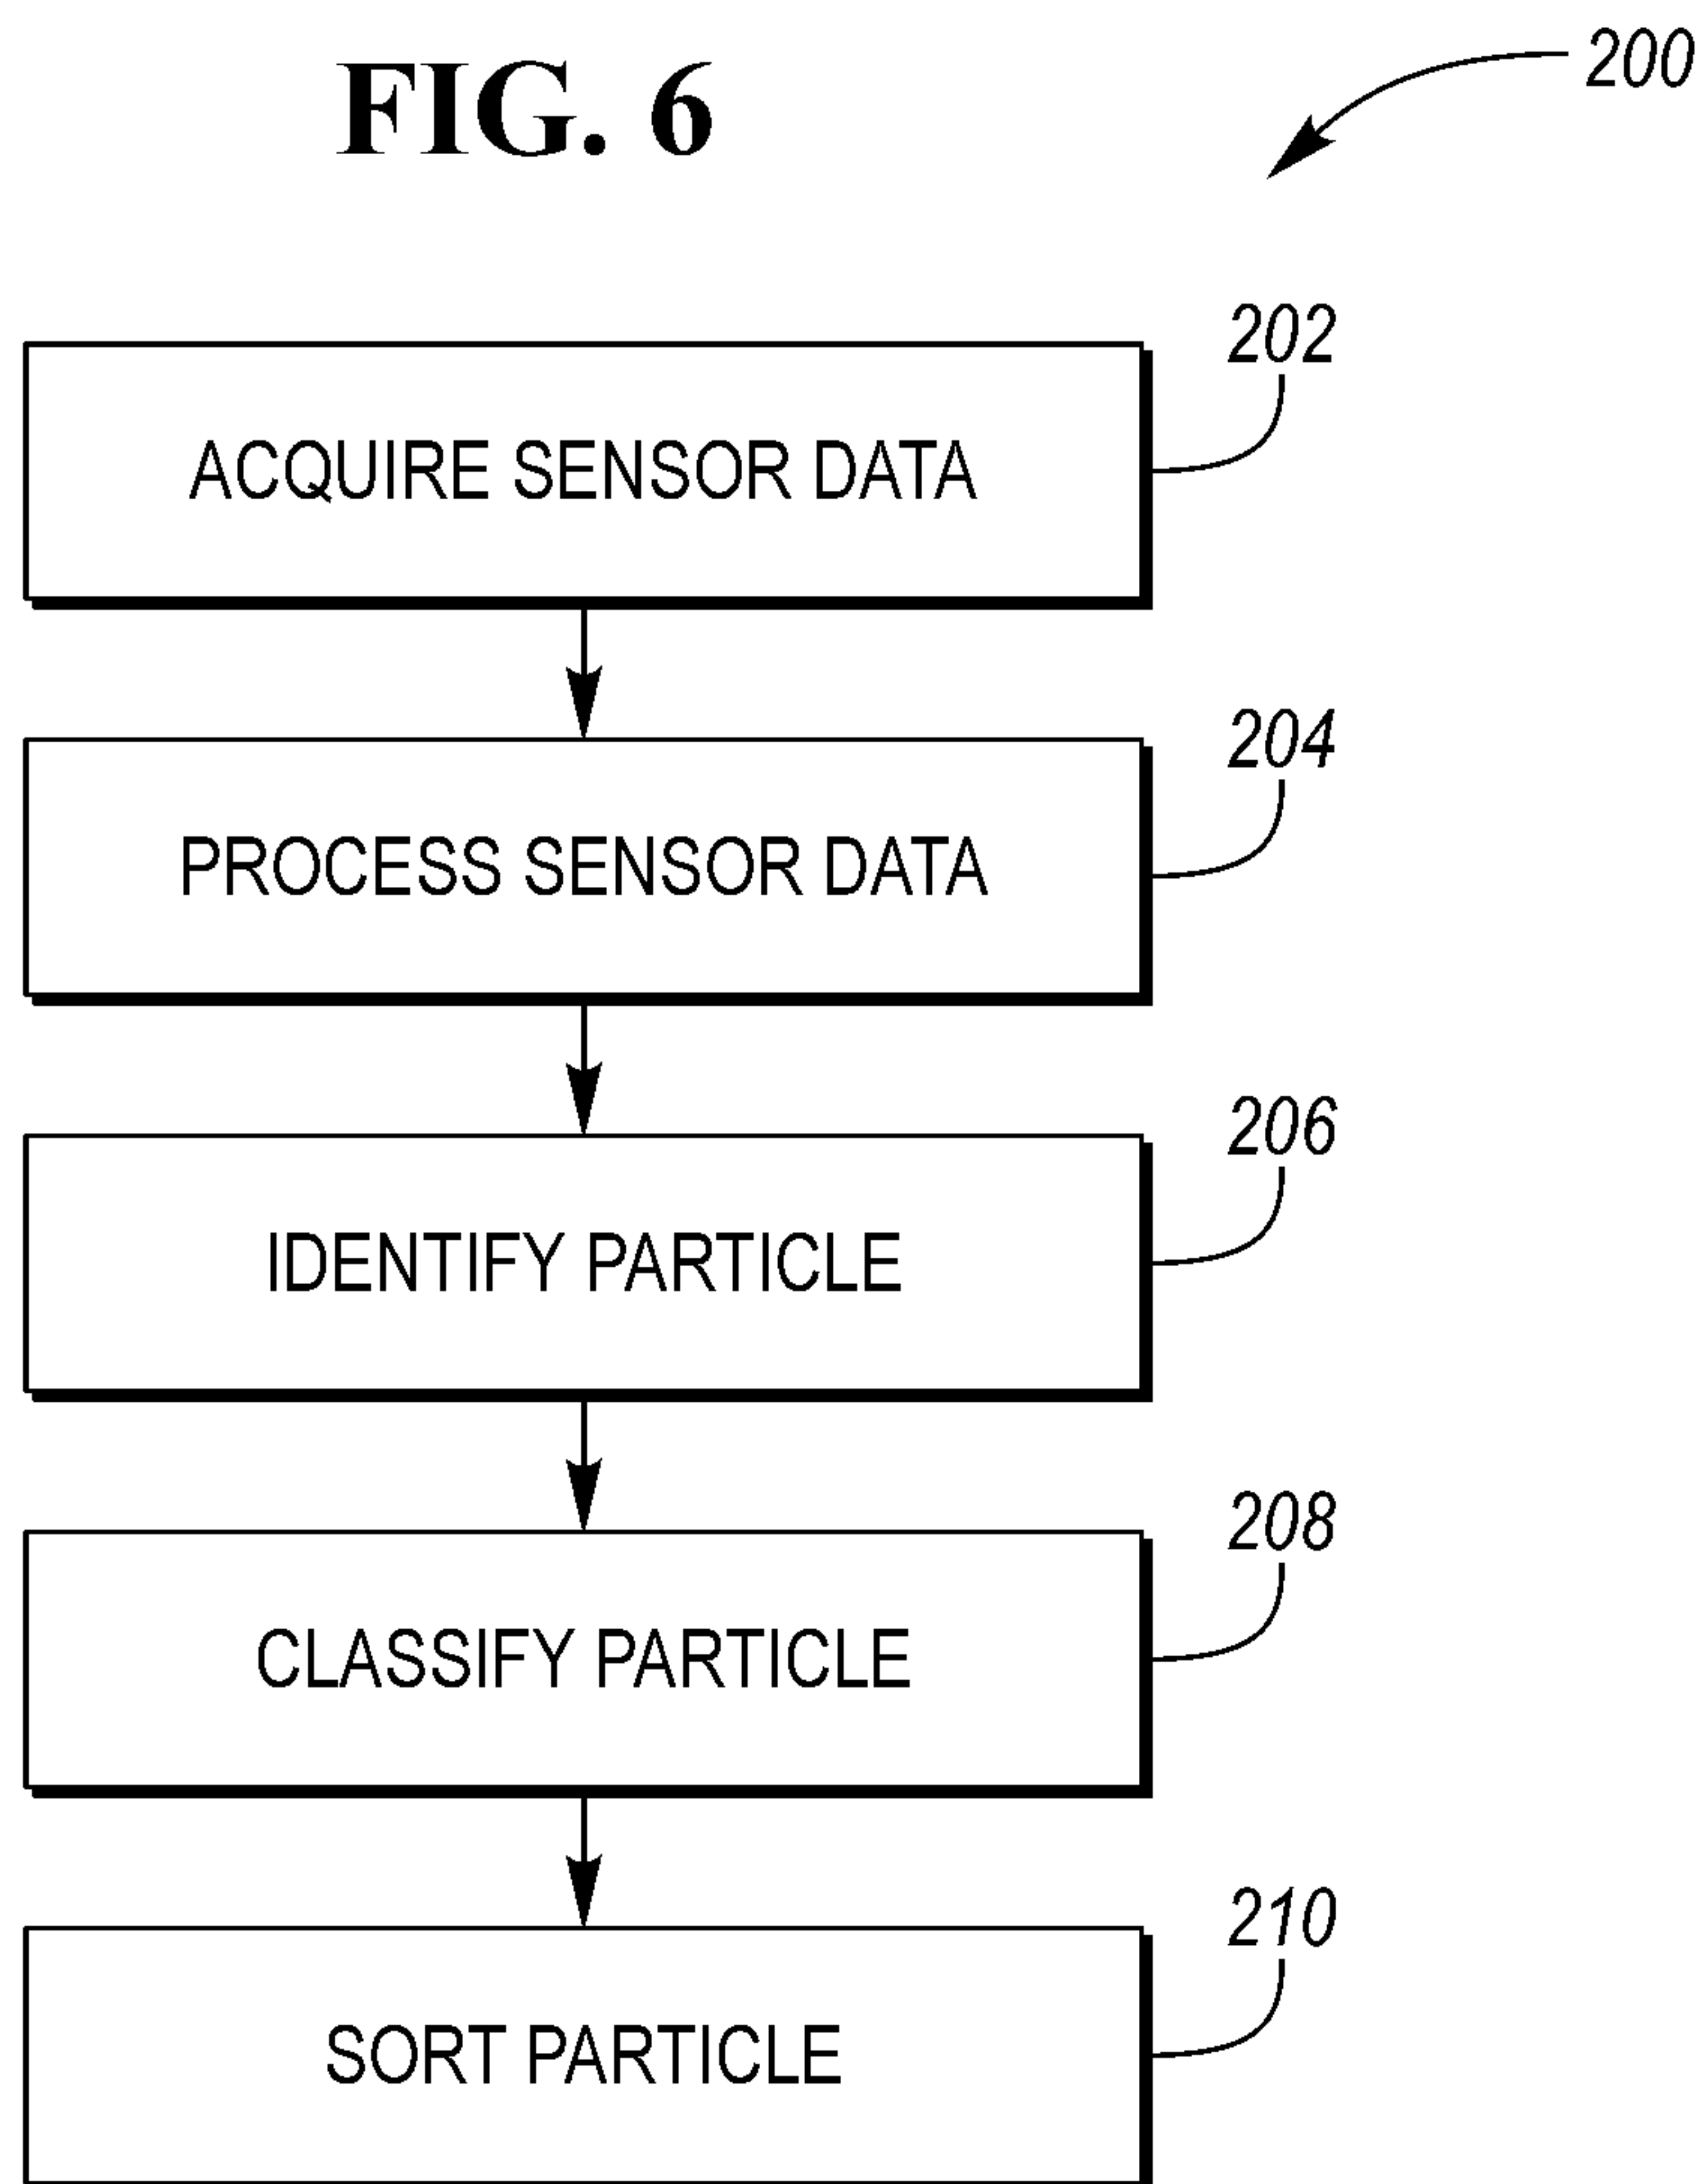 FIG. 6
200
202
ACQUIRE SENSOR DATA
204
PROCESS SENSOR DATA
206
IDENTIFY PARTICLE
208
CLASSIFY PARTICLE
210
SORT PARTICLE